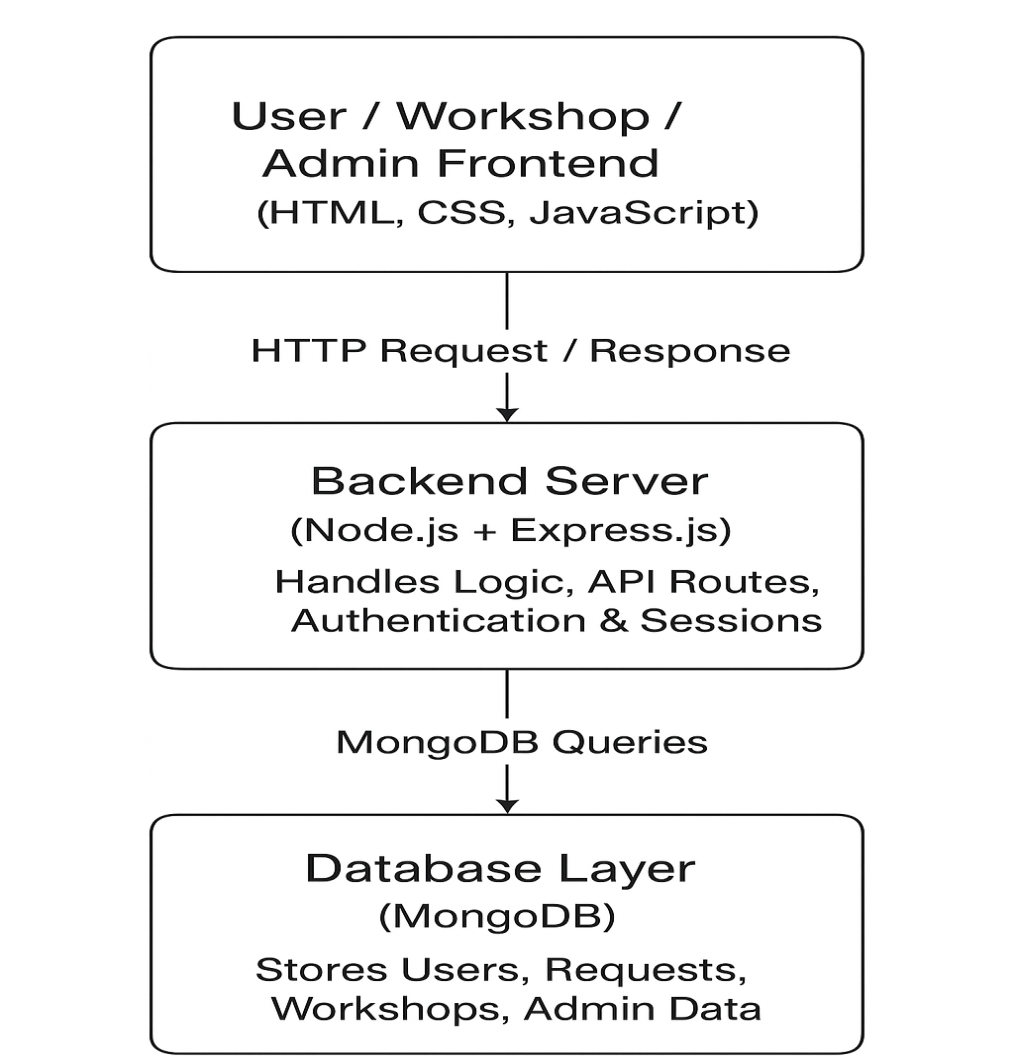 User / Workshop /
Admin Frontend
(HTML, CSS, JavaScript)
HTTP Request / Response
Backend Server
(Node.js + Express.js)
Handles Logic, API Routes,
Authentication & Sessions
MongoDB Queries
Database Layer
(MongoDB)
Stores Users, Requests,
Workshops, Admin Data